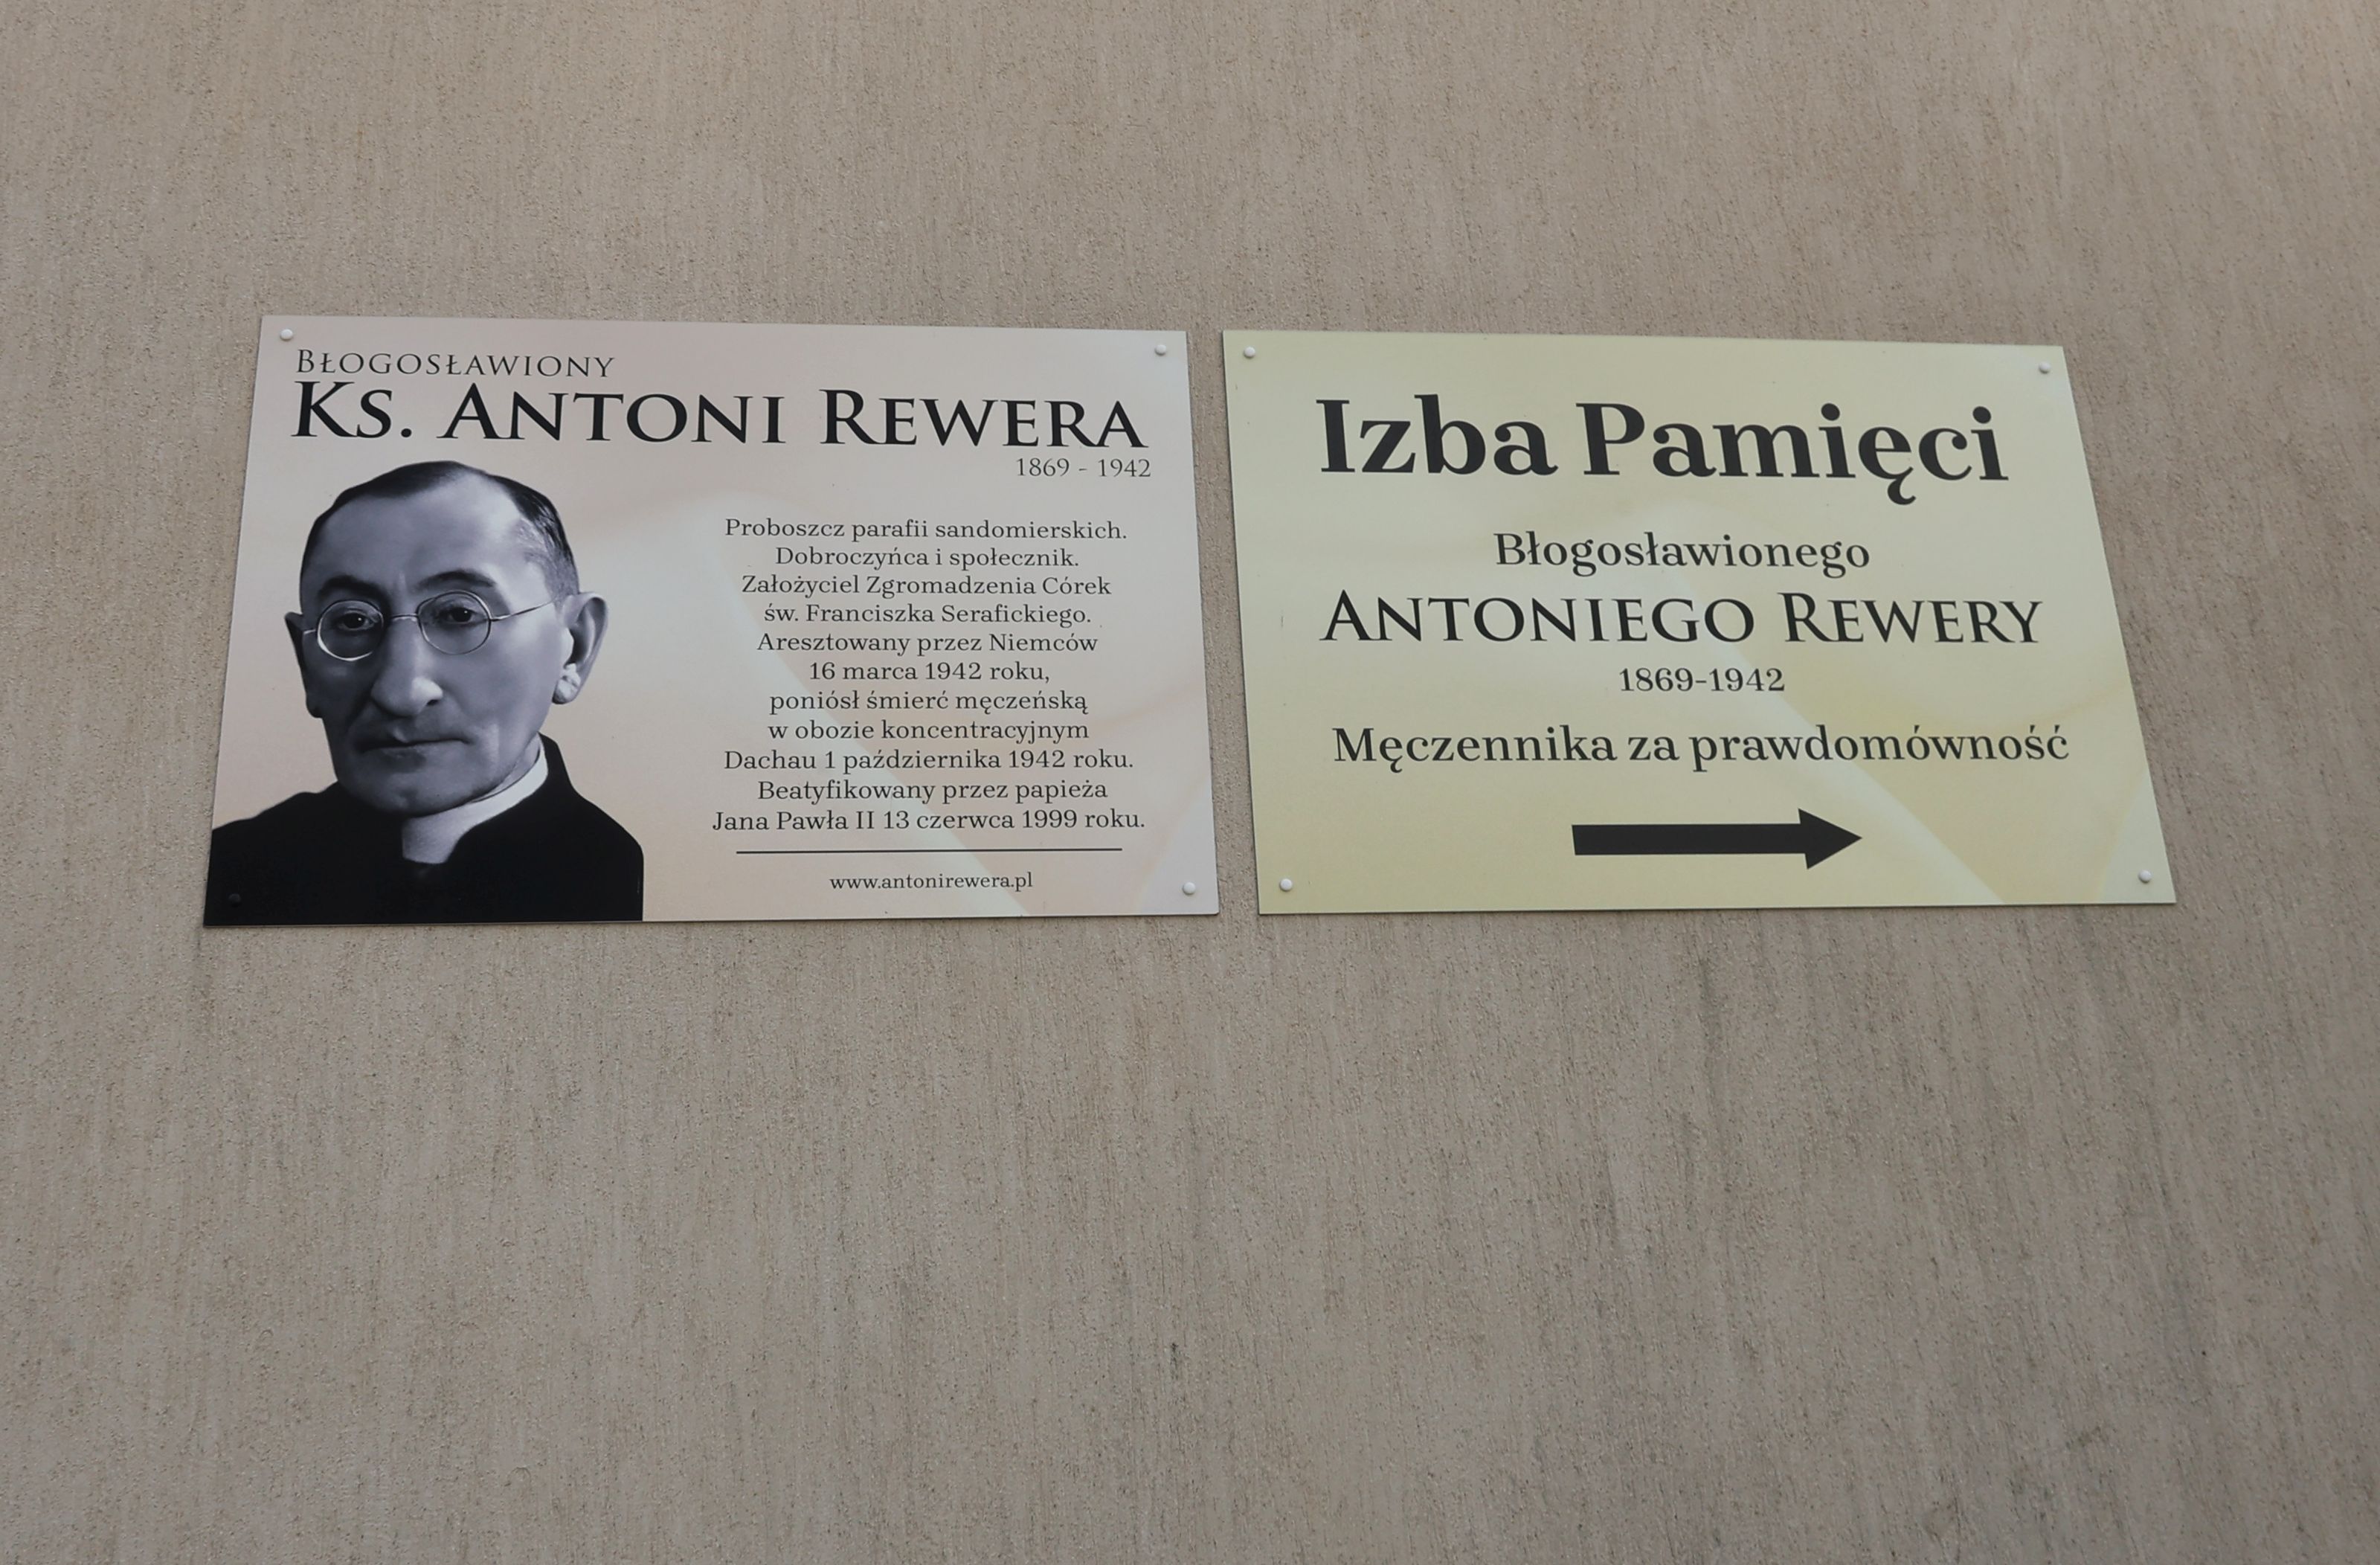 BŁOGOSŁAWIONY
KS. ANTONI REWERA
1869 - 1942
Proboszcz parafii sandomierskich.
Dobroczyńca i społecznik.
Założyciel Zgromadzenia Córek
św. Franciszka Serafickiego.
Aresztowany przez Niemców
16 marca 1942 roku,
poniósł śmierć męczeńską
w obozie koncentracyjnym
Dachau 1 października 1942 roku.
Beatyfikowany przez papieża
Jana Pawła II 13 czerwca 1999 roku.
www.antonirewera.pl
Izba Pamięci
Błogosławionego
ANTONIEGO REWERY
1869-1942
Męczennika za prawdomówność